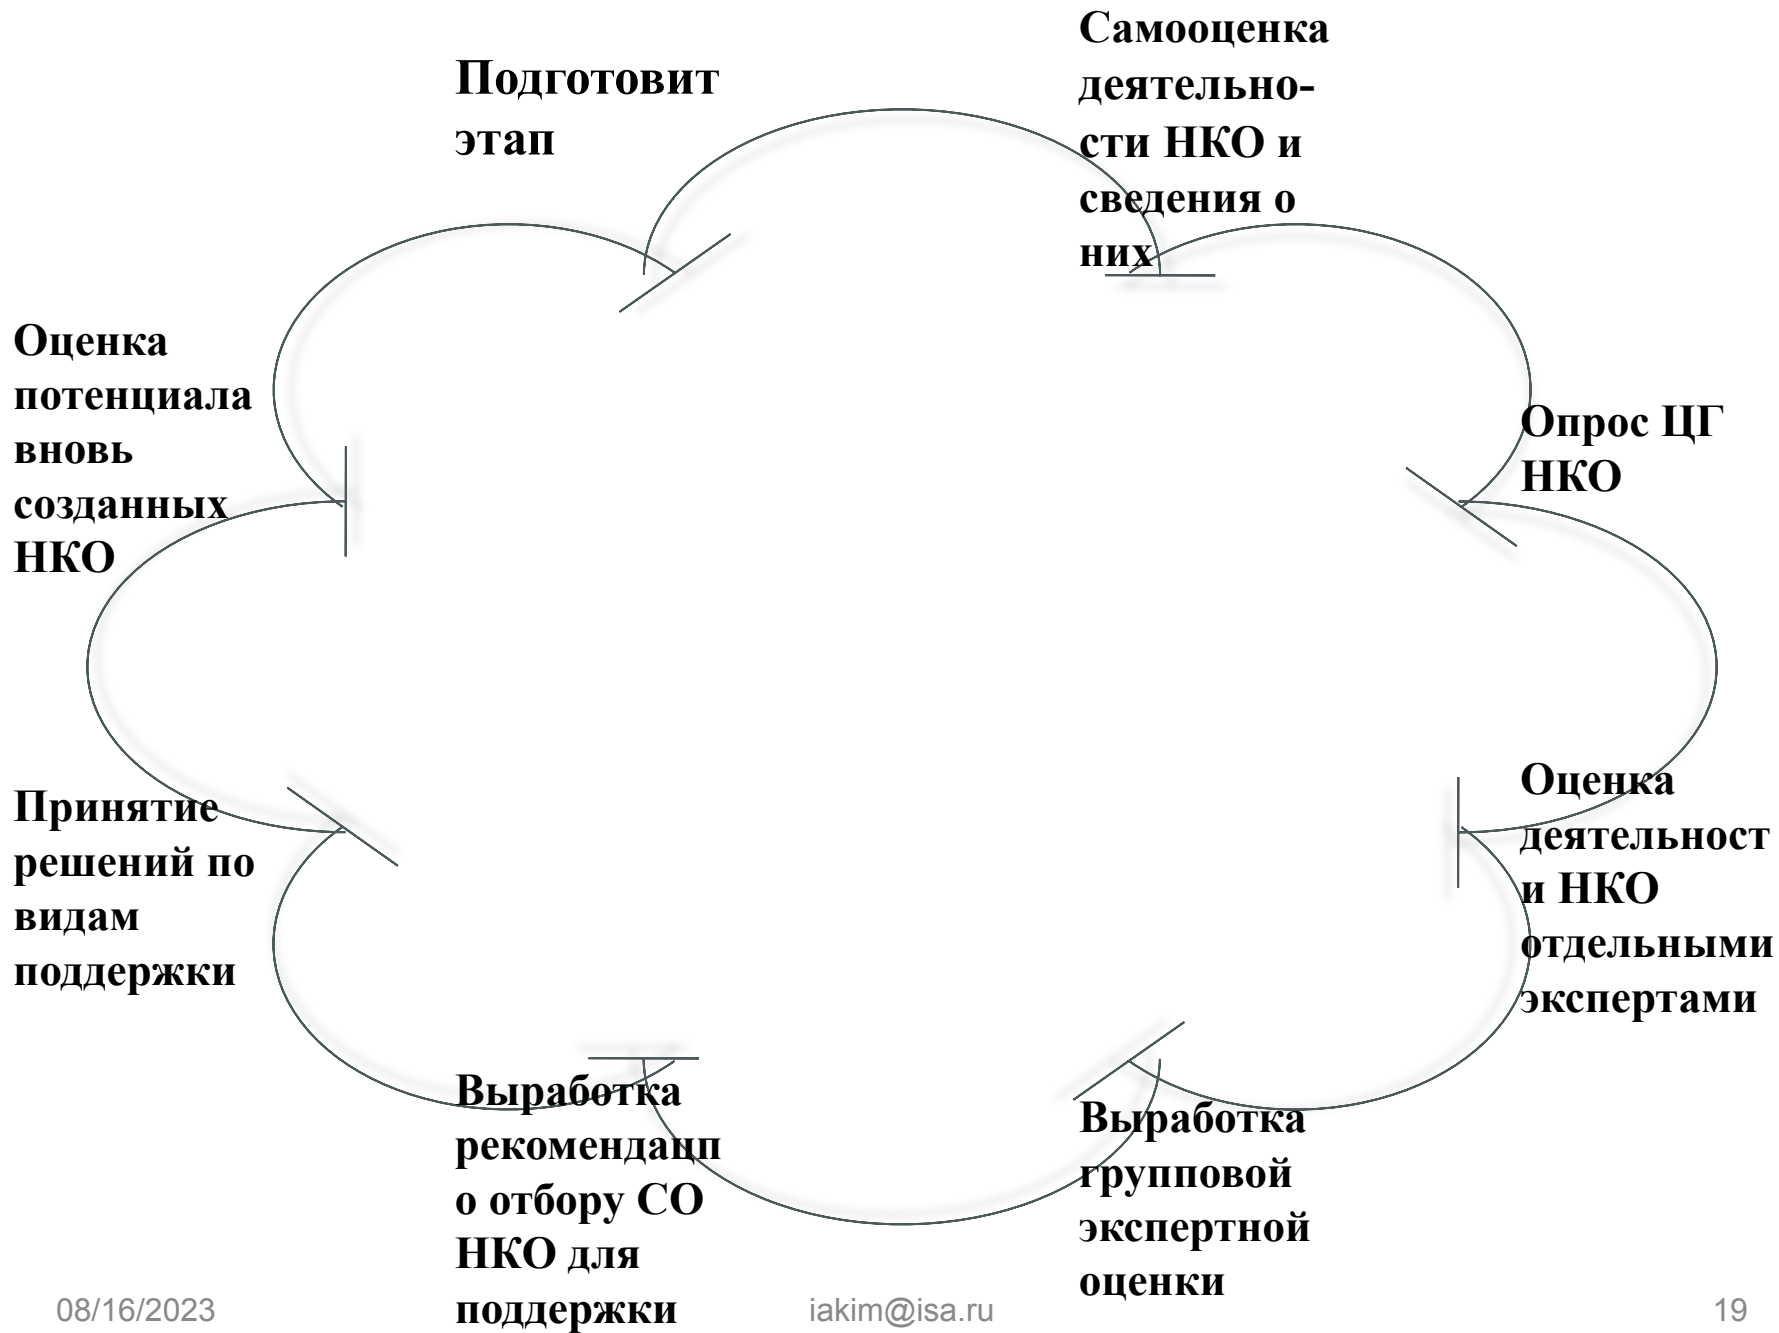 Подготовит
этап
Самооценка
деятельно-
сти НКО и
сведения о
них
Опрос ЦГ
НКО
Оценка
деятельност
и НКО
отдельными
экспертами
Выработка
групповой
экспертной
оценки
Выработка
рекомендацп
о отбору СО
НКО для
поддержки
Принятие
решений по
видам
поддержки
Оценка
потенциала
вновь
созданных
НКО
08/16/2023
iakim@isa.ru
19